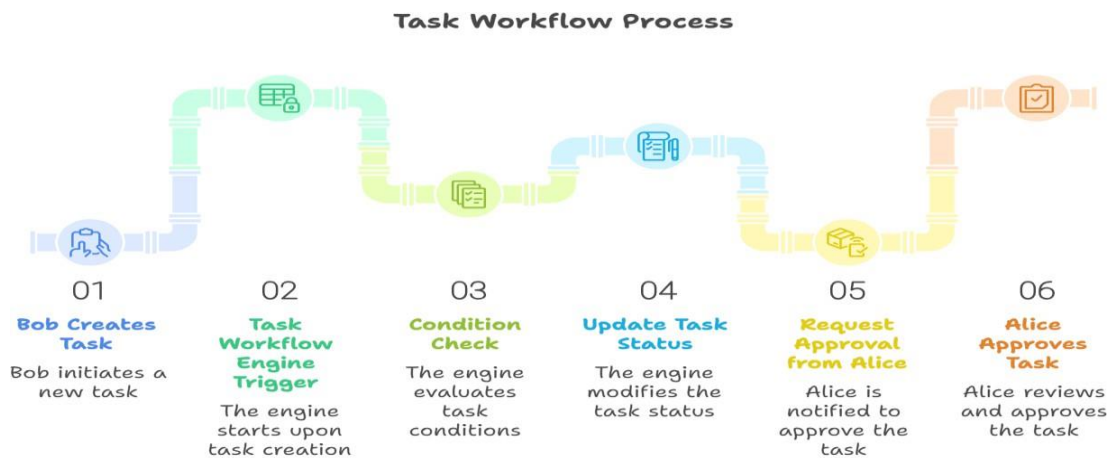 Task Workflow Process
01
Bob Creates
Task
Bob initiates a
new task
02
Task
Workflow
Engine
Trigger
The engine
starts upon
task creation
03
Condition
Check
The engine
evaluates
task
conditions
04
Update Task
Status
The engine
modifies the
task status
05
Request
Approval
from Alice
Alice is
notified to
approve the
task
06
Alice
Approves
Task
Alice reviews
and approves
the task